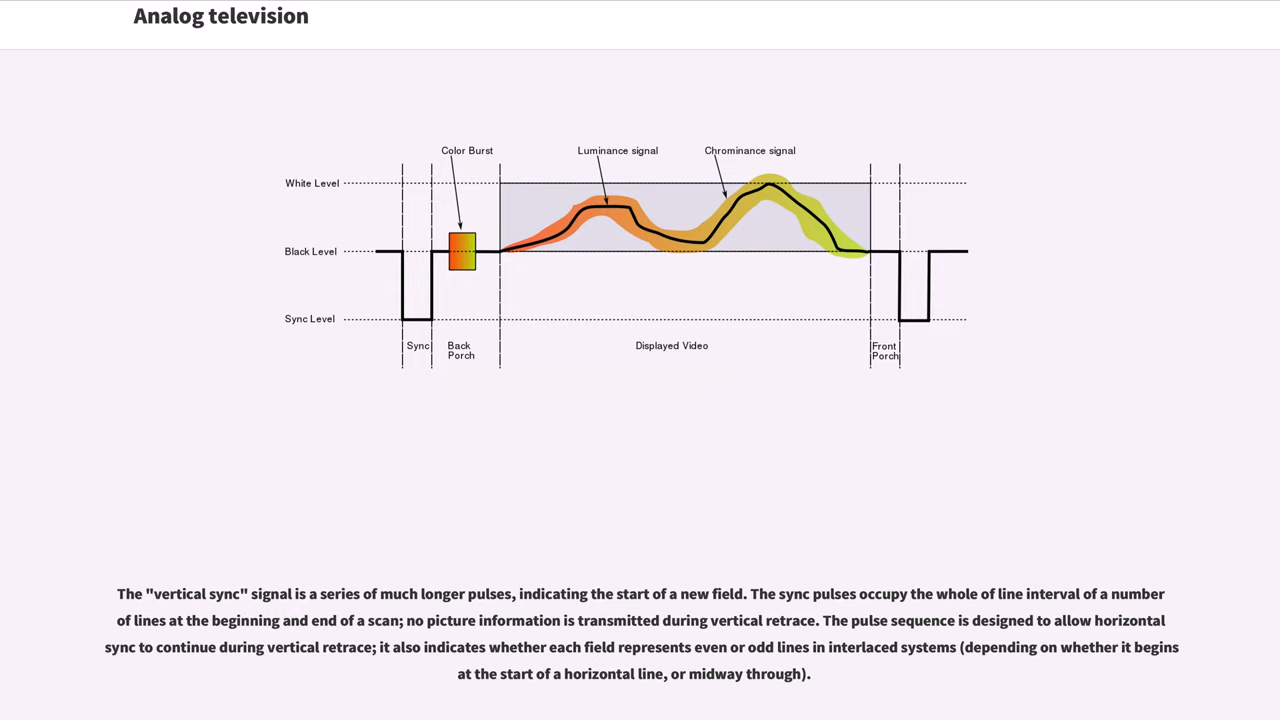 Analog television
Color Burst
Luminance signal
Chrominance signal
White Level
Black Level
Sync Level
Sync
Back
Porch
Displayed Video
Front
Porch
The "vertical sync" signal is a series of much longer pulses, indicating the start of a new field. The sync pulses occupy the whole of line interval of a number
of lines at the beginning and end of a scan; no picture information is transmitted during vertical retrace. The pulse sequence is designed to allow horizontal
sync to continue during vertical retrace; it also indicates whether each field represents even or odd lines in interlaced systems (depending on whether it begins
at the start of a horizontal line, or midway through).